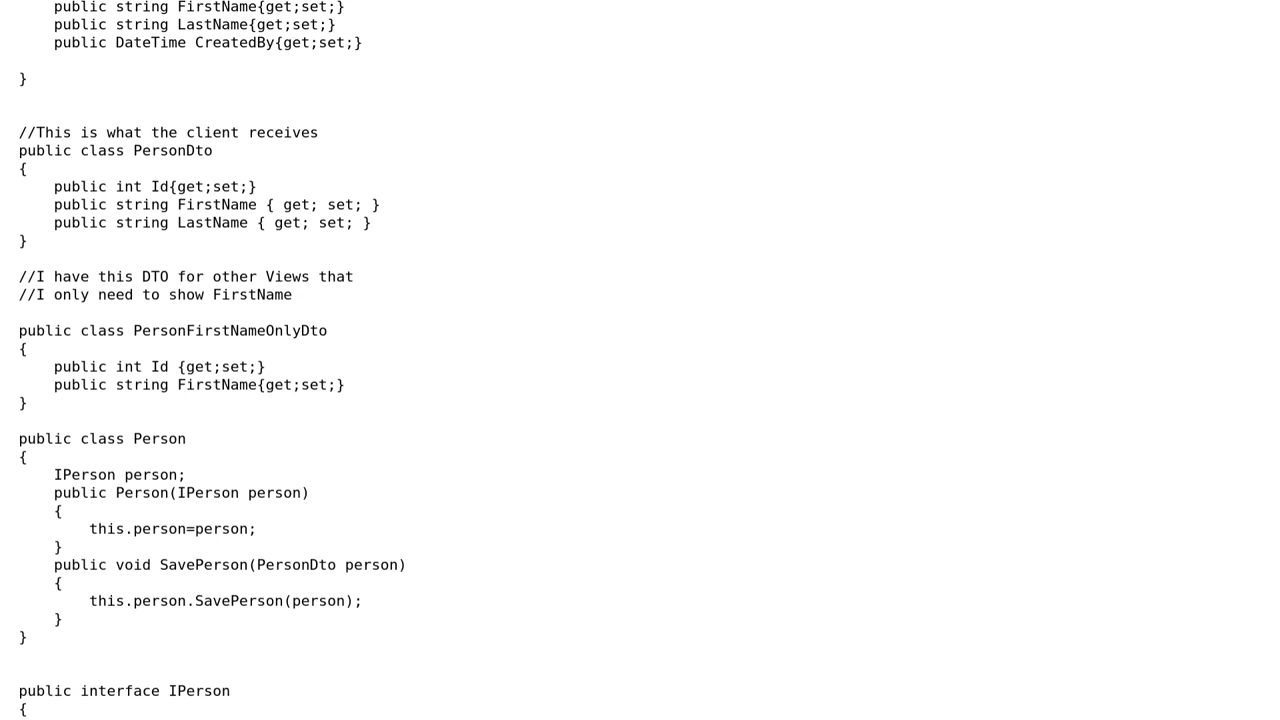 public string FirstName{get;set;}
    public string LastName{get;set;}
    public DateTime CreatedBy{get;set;}

}


//This is what the client receives
public class PersonDto
{
    public int Id{get;set;}
    public string FirstName { get; set; }
    public string LastName { get; set; }
}

//I have this DTO for other Views that
//I only need to show FirstName

public class PersonFirstNameOnlyDto
{
    public int Id {get;set;}
    public string FirstName{get;set;}
}

public class Person
{
    IPerson person;
    public Person(IPerson person)
    {
        this.person=person;
    }
    public void SavePerson(PersonDto person)
    {
        this.person.SavePerson(person);
    }
}


public interface IPerson
{